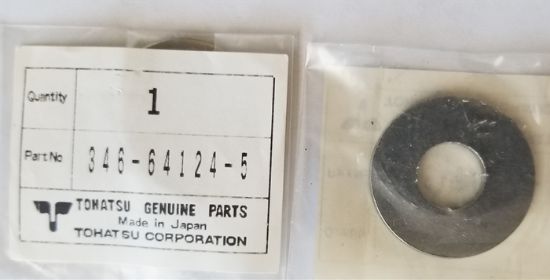 Quantity 1
Part No 346-64124-5
TOHATSU GENUINE PARTS
Made in Japan
TOHATSU CORPORATION